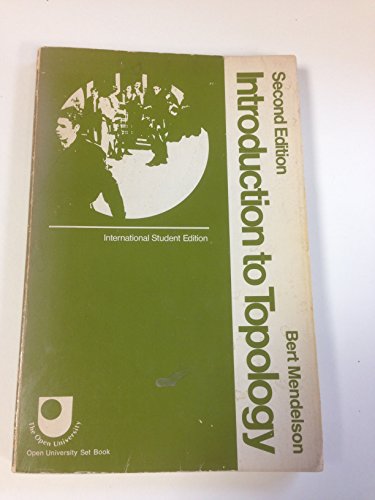 Second Edition
Introduction to Topology
Bert Mendelson
International Student Edition
The Open University
Open University Set Book